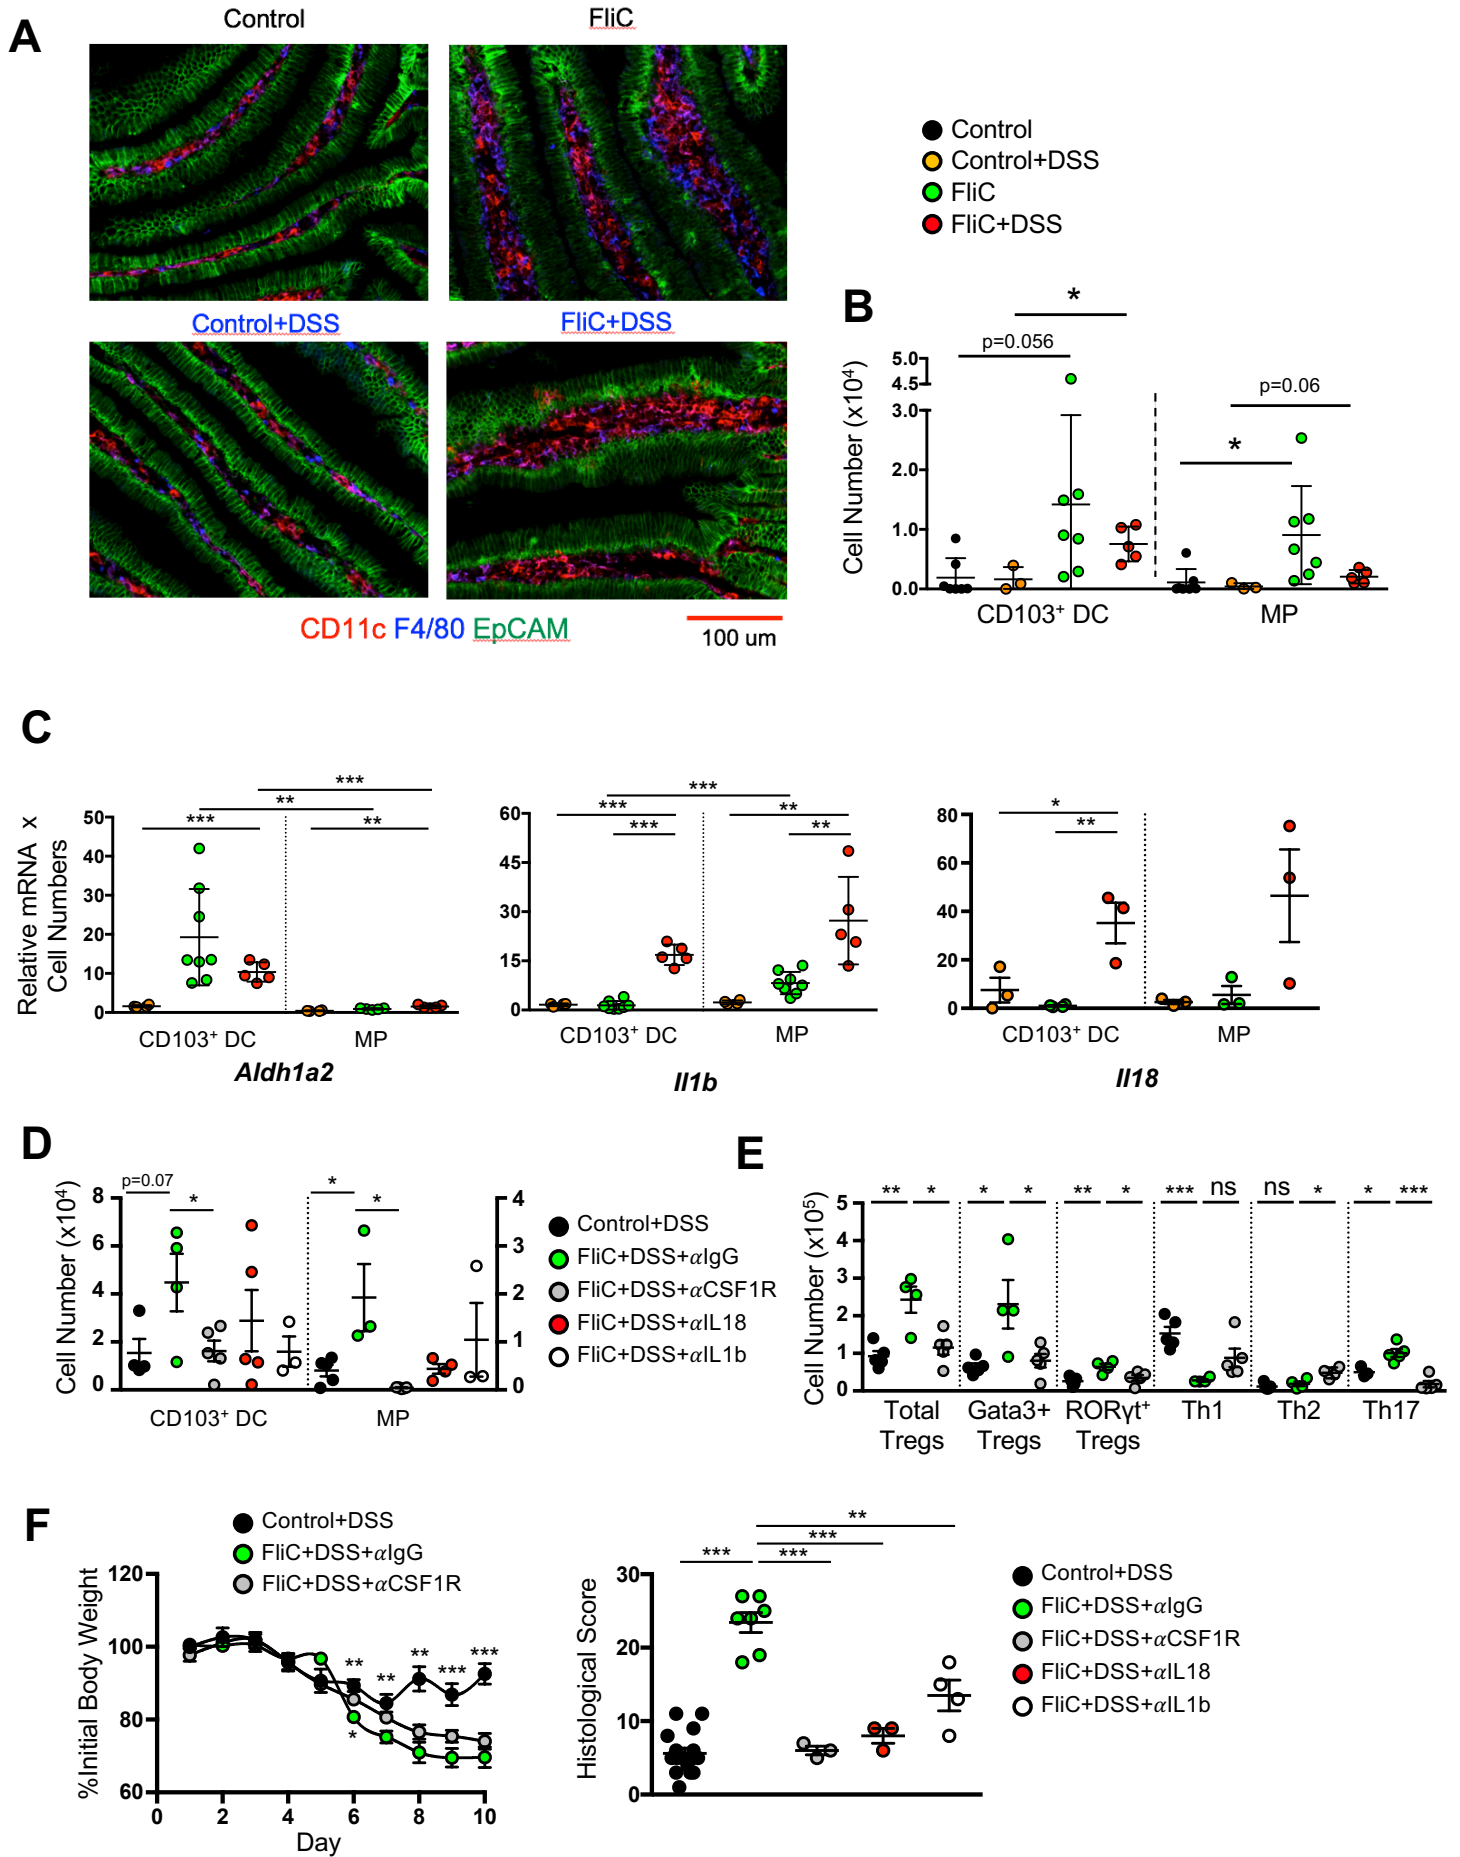 A
Control
FliC
Control+DSS
FliC+DSS
CD11c F4/80 EpCAM
100 um
Control
Control+DSS
FliC
FliC+DSS
B
*
p=0.056
p=0.06
*
Cell Number (x10⁴)
5.0
4.5
3.0
2.0
1.0
0.0
CD103⁺ DC
MP
C
Relative mRNA x
Cell Numbers
***
**
***
**
50
40
30
20
10
0
CD103⁺ DC
MP
Aldh1a2
***
***
**
***
**
60
45
30
15
0
CD103⁺ DC
MP
Il1b
*
**
80
60
40
20
0
CD103⁺ DC
MP
Il18
D
p=0.07
*
*
*
Cell Number (x10⁴)
8
6
4
2
0
4
3
2
1
0
CD103⁺ DC
MP
Control+DSS
FliC+DSS+αIgG
FliC+DSS+αCSF1R
FliC+DSS+αIL18
FliC+DSS+αIL1b
E
** * * * ** * *** ns ns * * ***
Cell Number (x10⁵)
5
4
3
2
1
0
Total
Tregs
Gata3+
Tregs
RORγt⁺
Tregs
Th1
Th2
Th17
F
Control+DSS
FliC+DSS+αIgG
FliC+DSS+αCSF1R
%Initial Body Weight
120
100
80
60
** ** ** *** ***
*
0 2 4 6 8 10
Day
Histological Score
**
***
*** ***
30
20
10
0
Control+DSS
FliC+DSS+αIgG
FliC+DSS+αCSF1R
FliC+DSS+αIL18
FliC+DSS+αIL1b